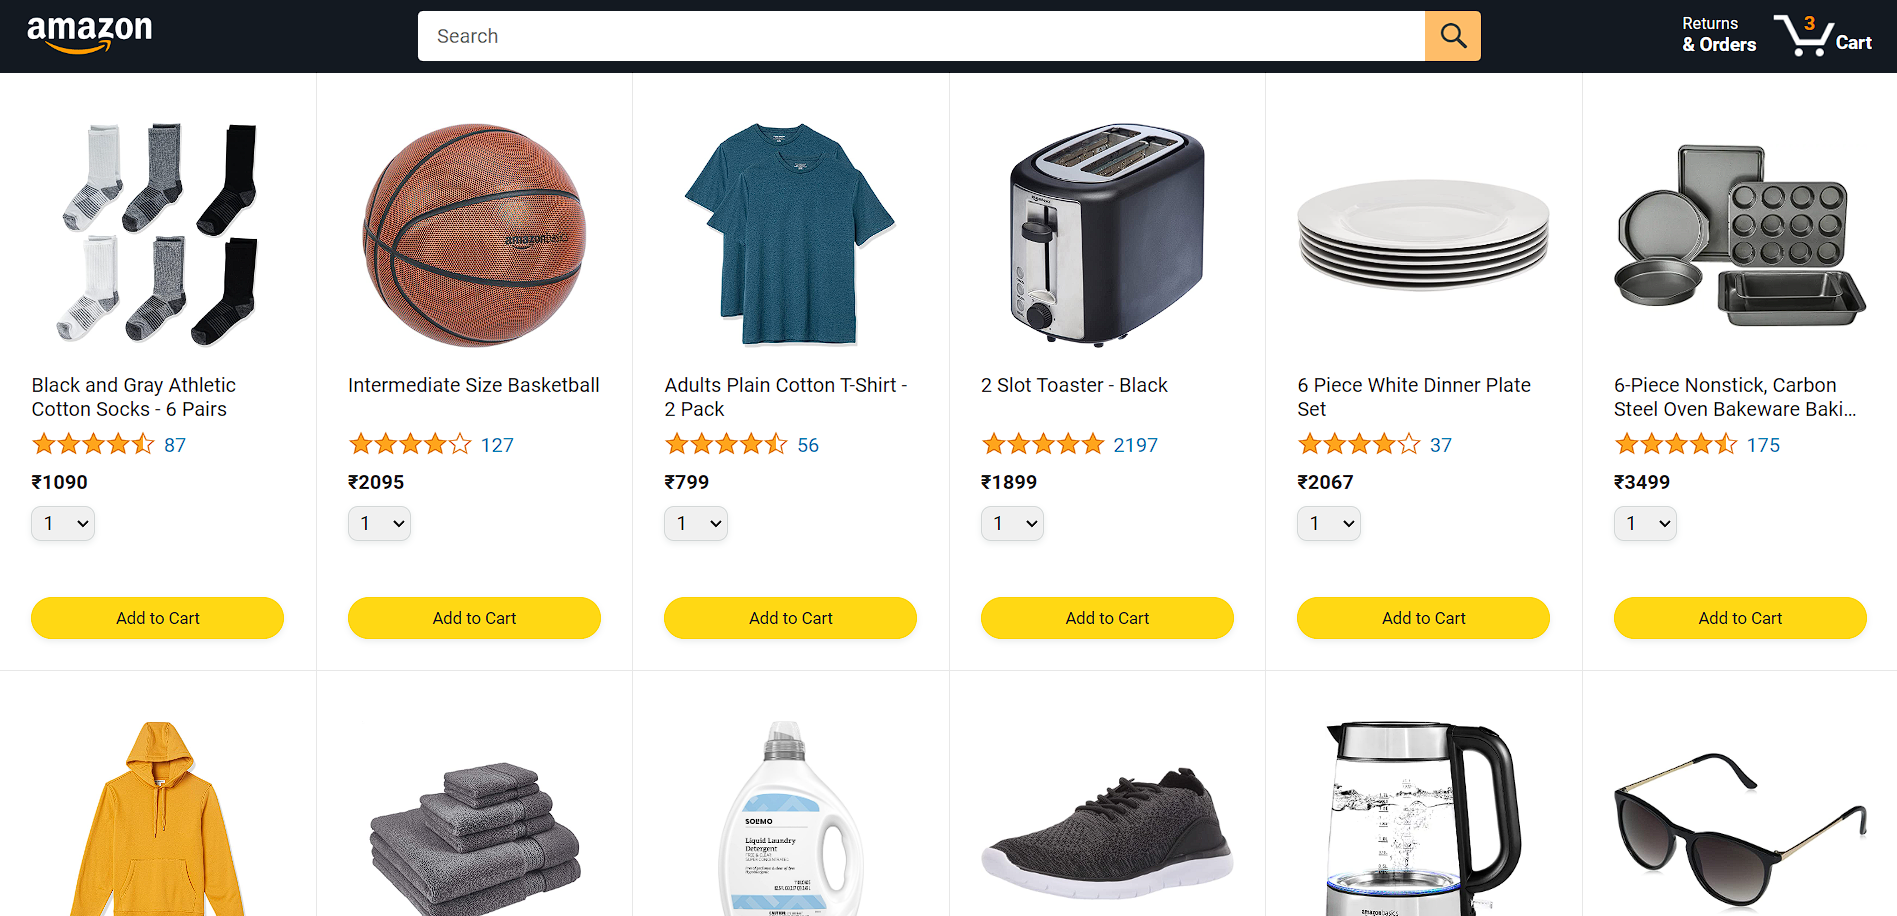 amazon
Search
Returns
& Orders
3
Cart
amazonbasics
Black and Gray Athletic
Cotton Socks - 6 Pairs
87
₹1090
1
Add to Cart
Intermediate Size Basketball
127
₹2095
1
Add to Cart
Adults Plain Cotton T-Shirt -
2 Pack
56
₹799
1
Add to Cart
2 Slot Toaster - Black
2197
₹1899
1
Add to Cart
6 Piece White Dinner Plate
Set
37
₹2067
1
Add to Cart
6-Piece Nonstick, Carbon
Steel Oven Bakeware Baki...
175
₹3499
1
Add to Cart
SOLIMO
Liquid Laundry
Detergent
FREE & CLEAR
amazonbasics